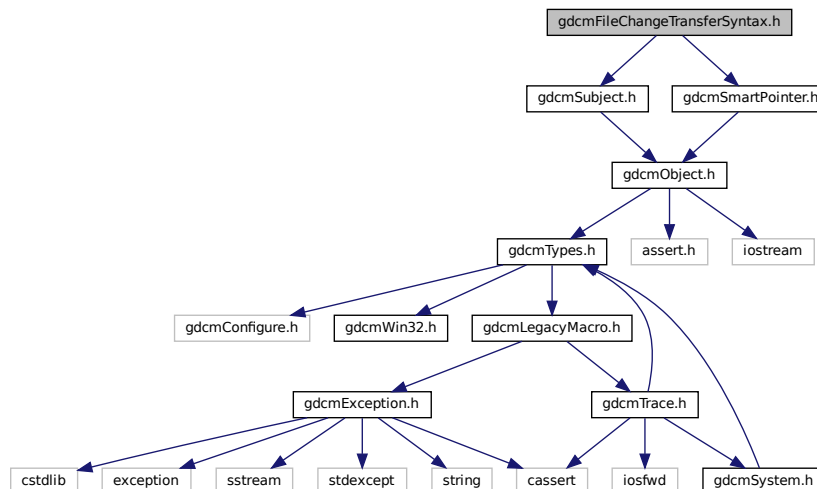 gdcmFileChangeTransferSyntax.h
gdcmSubject.h
gdcmSmartPointer.h
gdcmObject.h
gdcmTypes.h
assert.h
iostream
gdcmConfigure.h
gdcmWin32.h
gdcmLegacyMacro.h
gdcmException.h
gdcmTrace.h
cstdlib
exception
sstream
stdexcept
string
cassert
iosfwd
gdcmSystem.h